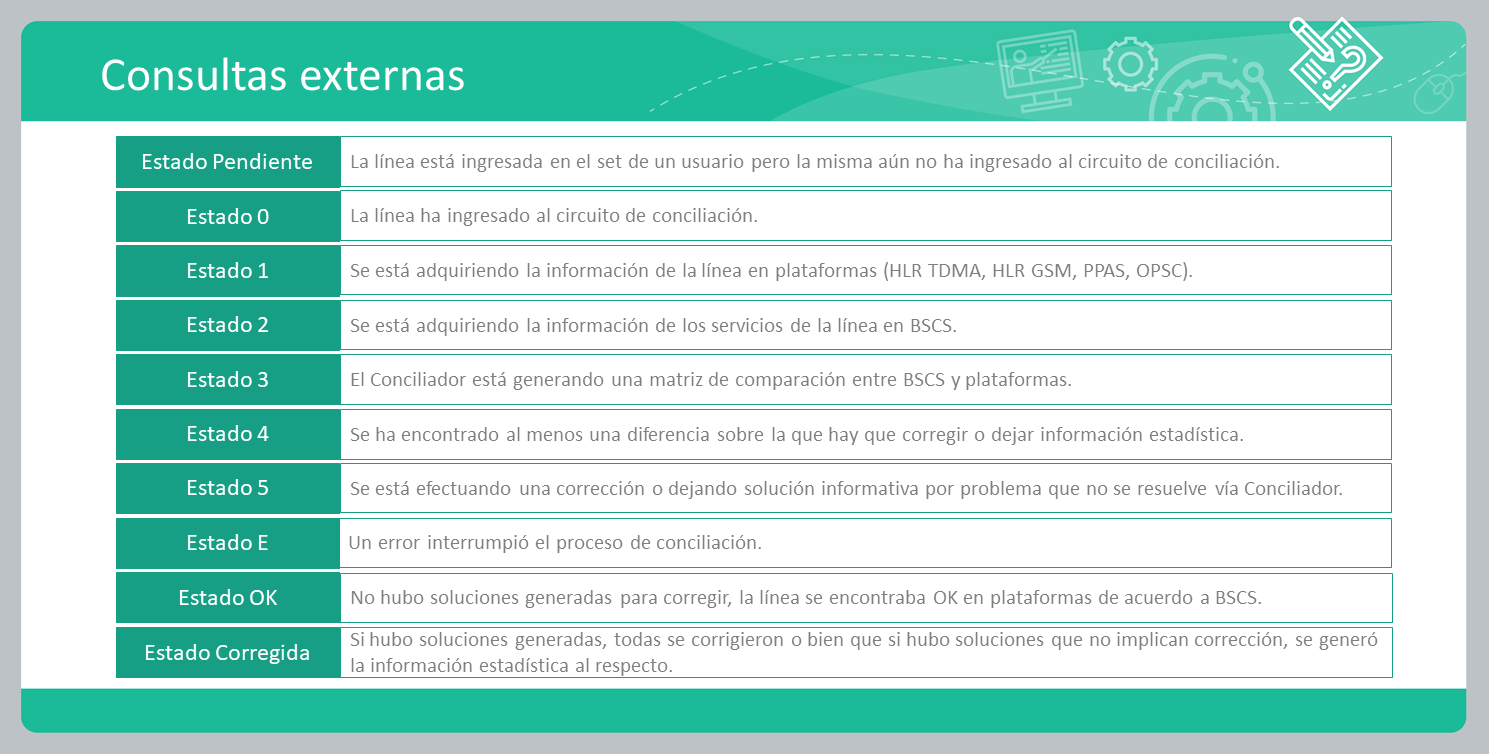 Consultas externas
Estado Pendiente
La línea está ingresada en el set de un usuario pero la misma aún no ha ingresado al circuito de conciliación.
Estado 0
La línea ha ingresado al circuito de conciliación.
Estado 1
Se está adquiriendo la información de la línea en plataformas (HLR TDMA, HLR GSM, PPAS, OPSC).
Estado 2
Se está adquiriendo la información de los servicios de la línea en BSCS.
Estado 3
El Conciliador está generando una matriz de comparación entre BSCS y plataformas.
Estado 4
Se ha encontrado al menos una diferencia sobre la que hay que corregir o dejar información estadística.
Estado 5
Se está efectuando una corrección o dejando solución informativa por problema que no se resuelve vía Conciliador.
Estado E
Un error interrumpió el proceso de conciliación.
Estado OK
No hubo soluciones generadas para corregir, la línea se encontraba OK en plataformas de acuerdo a BSCS.
Estado Corregida
Si hubo soluciones generadas, todas se corrigieron o bien que si hubo soluciones que no implican corrección, se generó
la información estadística al respecto.